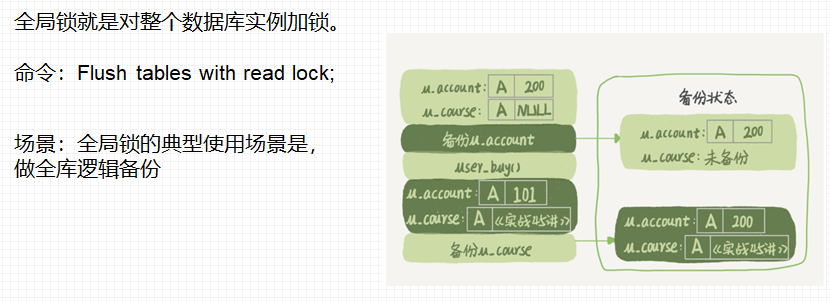 全局锁就是对整个数据库实例加锁。
命令：Flush tables with read lock;
场景：全局锁的典型使用场景是，
做全库逻辑备份
u_account: A 200
u_course: A NULL
备份u_account
user_buy()
u_account: A 101
u_course: A 《实战45讲》
备份u_course
备份状态
u_account: A 200
u_course: 未备份
u_account: A 200
u_course: A 《实战45讲》